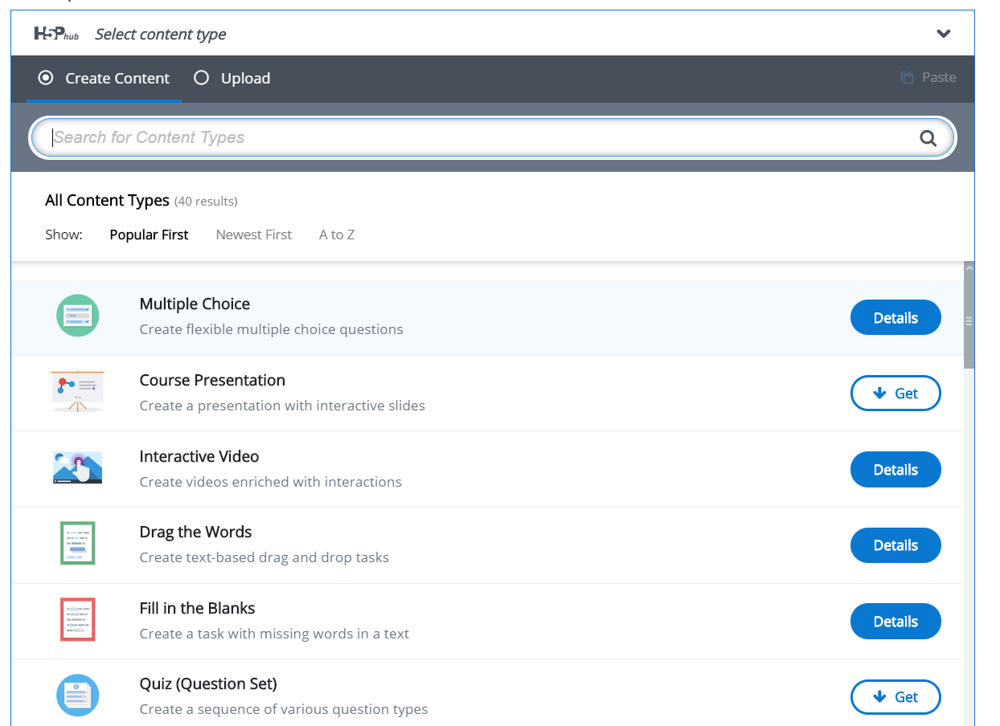 H5P hub Select content type
Create Content Upload Paste
Search for Content Types
All Content Types (40 results)
Show: Popular First Newest First A to Z
Multiple Choice
Create flexible multiple choice questions
Details
Course Presentation
Create a presentation with interactive slides
Get
Interactive Video
Create videos enriched with interactions
Details
Drag the Words
Create text-based drag and drop tasks
Details
Fill in the Blanks
Create a task with missing words in a text
Details
Quiz (Question Set)
Create a sequence of various question types
Get